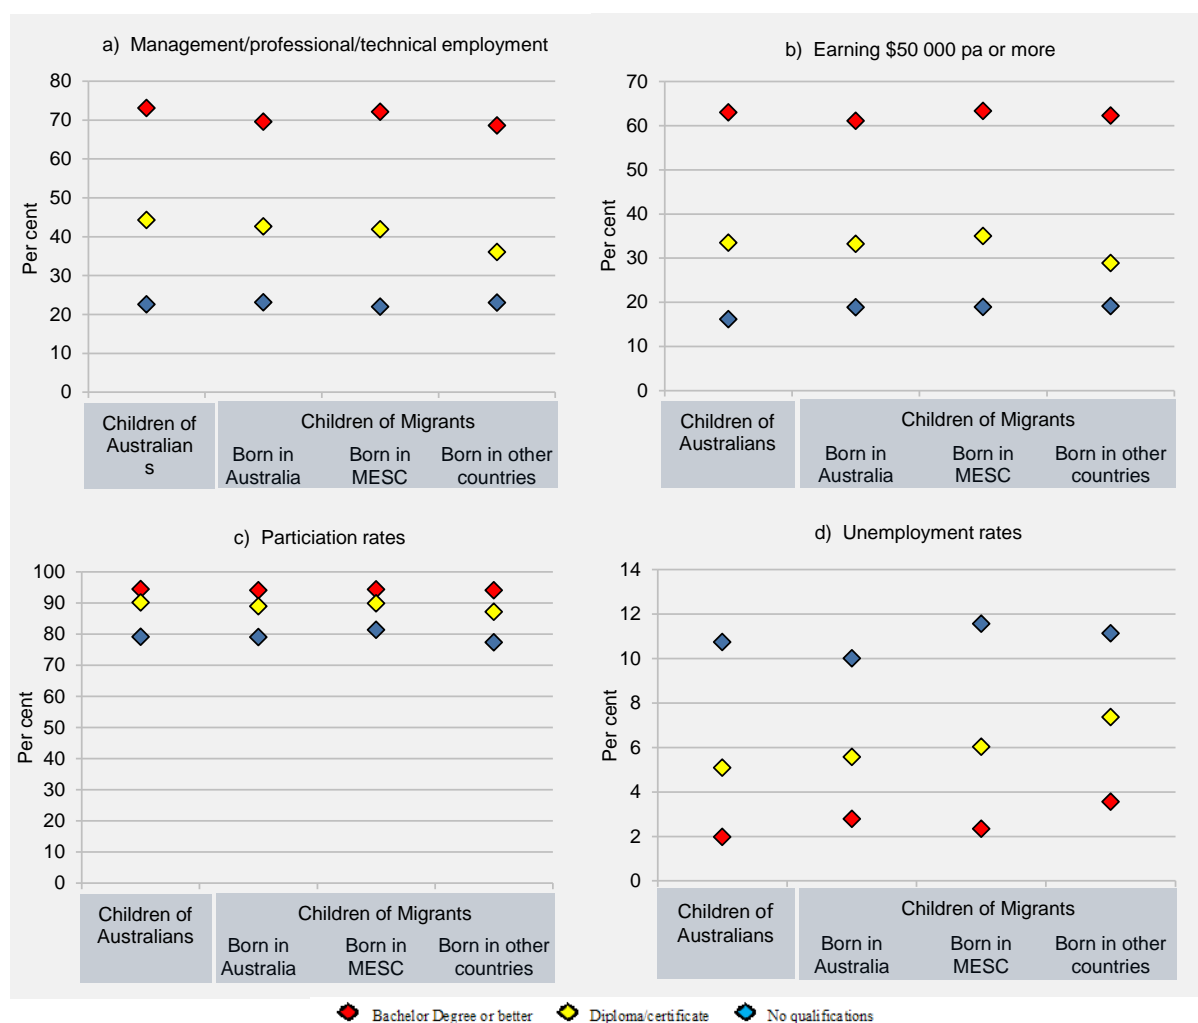 a) Management/professional/technical employment
80
70
60
50
40
30
20
10
0
Per cent
Children of
Australian
s
Children of Migrants
Born in
Australia
Born in
MESC
Born in other
countries
b) Earning $50 000 pa or more
70
60
50
40
30
20
10
0
Per cent
Children of
Australians
Children of Migrants
Born in
Australia
Born in
MESC
Born in other
countries
c) Particiation rates
100
90
80
70
60
50
40
30
20
10
0
Per cent
Children of
Australians
Children of Migrants
Born in
Australia
Born in
MESC
Born in other
countries
d) Unemployment rates
14
12
10
8
6
4
2
0
Per cent
Children of
Australians
Children of Migrants
Born in
Australia
Born in
MESC
Born in other
countries
Bachelor Degree or better Diploma/certificate No qualifications